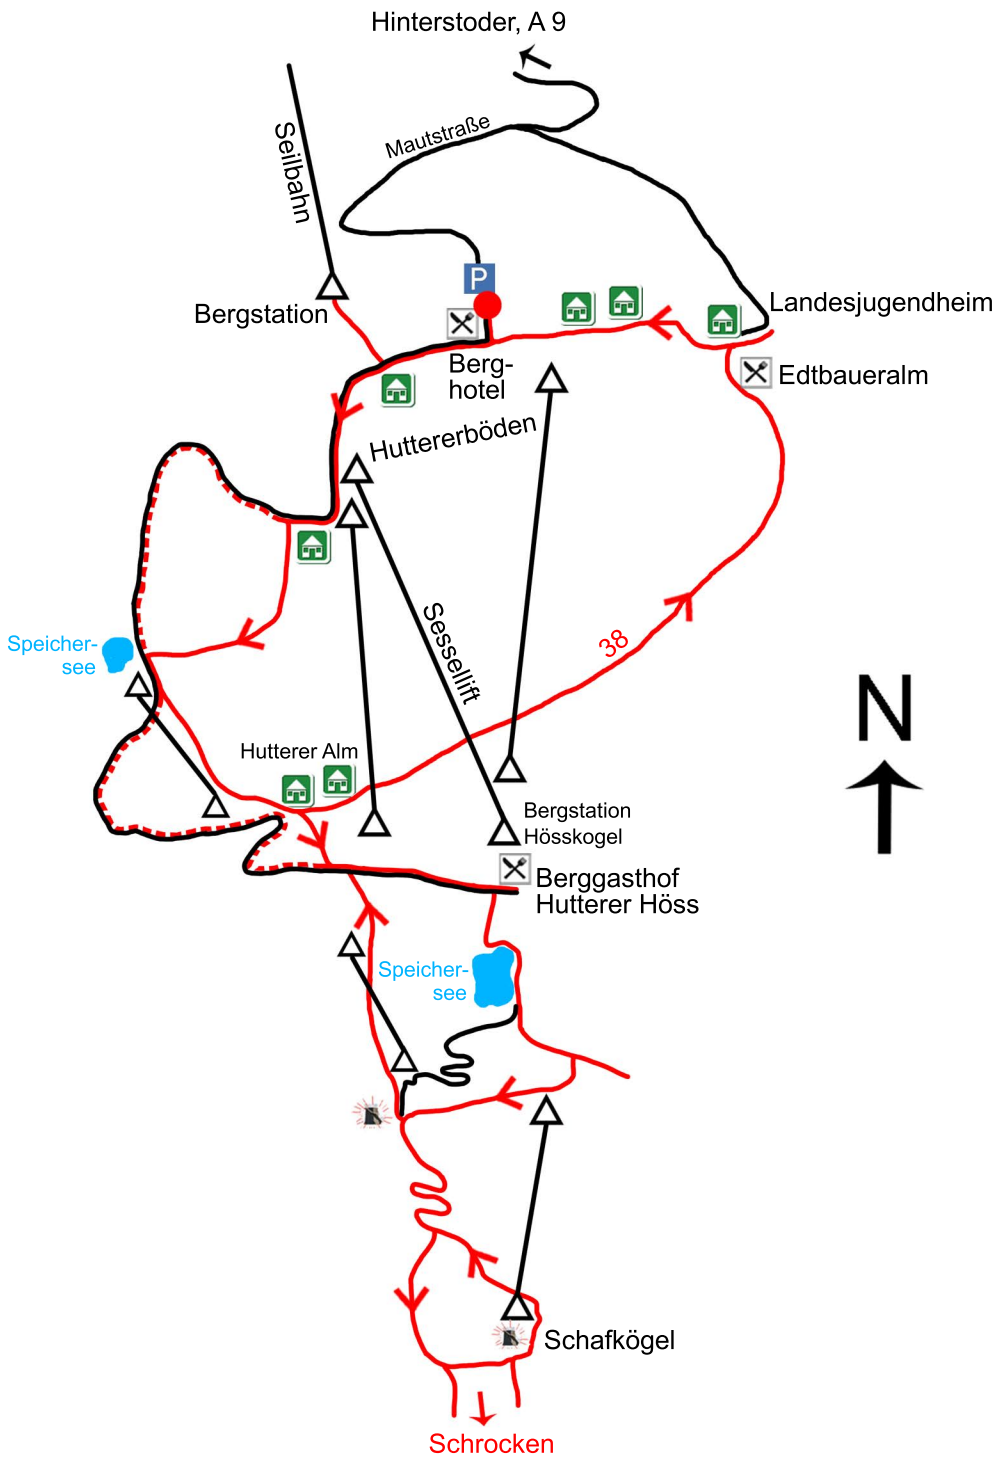 Hinterstoder, A 9
Mautstraße
Seilbahn
P
Bergstation
Landesjugendheim
Berg-
hotel
Edtbaueralm
Huttererböden
Sessellift
38
Speicher-
see
Hutterer Alm
N
Bergstation
Hösskogel
Berggasthof
Hutterer Höss
Speicher-
see
Schafkögel
Schrocken